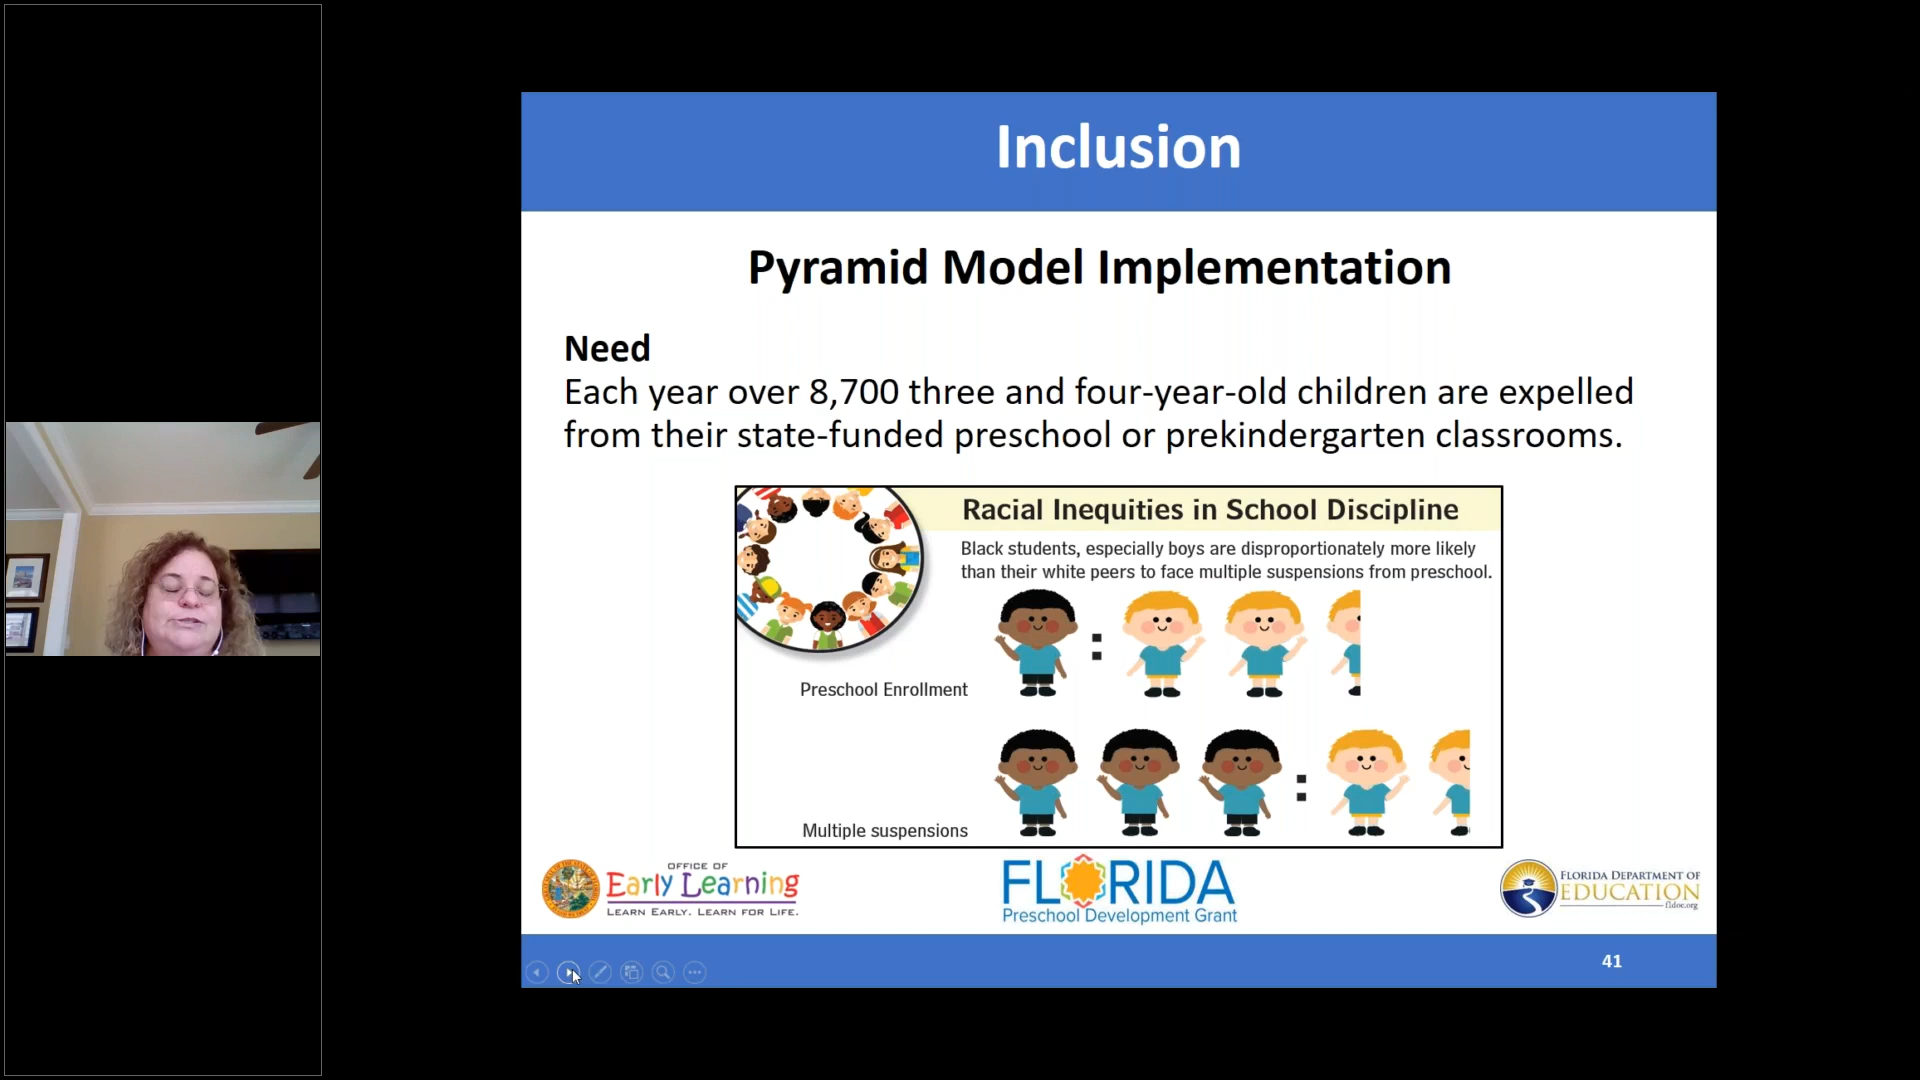 Inclusion
Pyramid Model Implementation
Need
Each year over 8,700 three and four-year-old children are expelled
from their state-funded preschool or prekindergarten classrooms.
Racial Inequities in School Discipline
Black students, especially boys are disproportionately more likely
than their white peers to face multiple suspensions from preschool.
:
Preschool Enrollment
:
Multiple suspensions
OFFICE OF
Early Learning
LEARN EARLY. LEARN FOR LIFE.
FLORIDA
Preschool Development Grant
FLORIDA DEPARTMENT OF
EDUCATION
fldoe.org
41